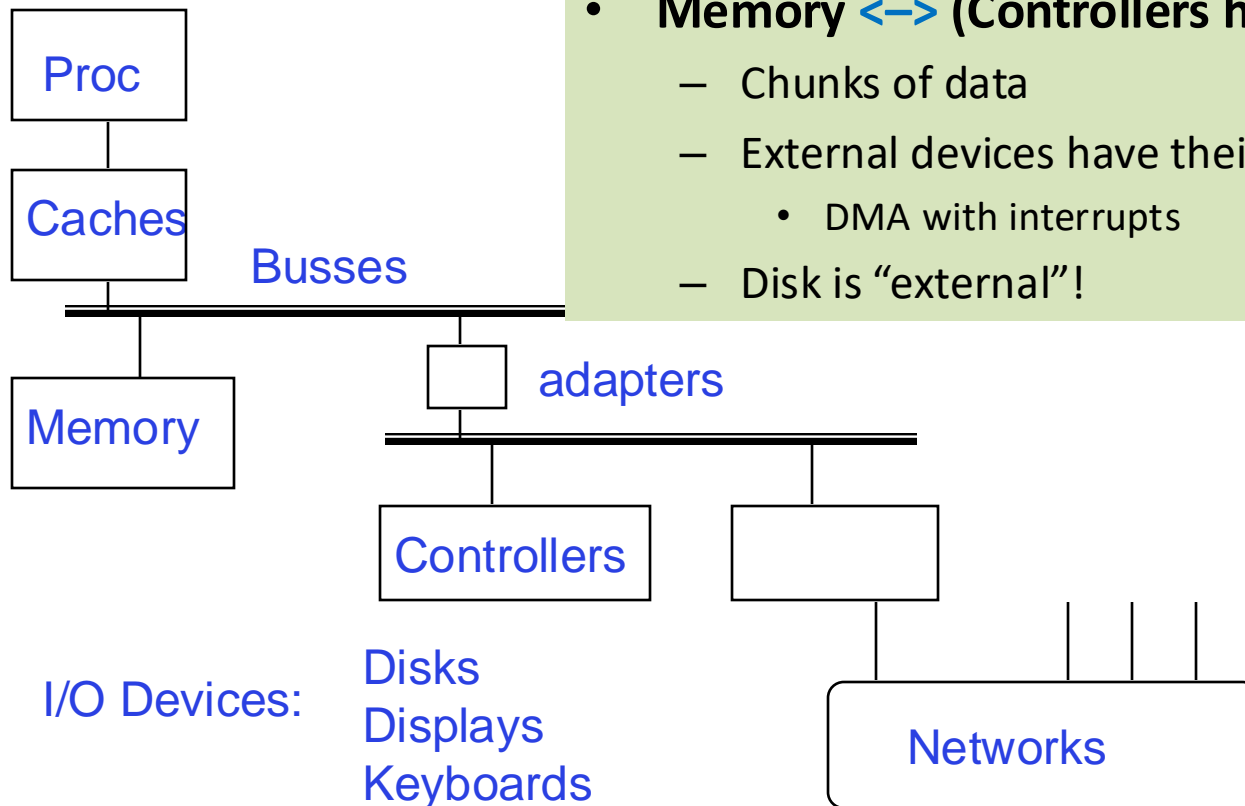 Proc
Caches
Busses
Memory
adapters
Controllers
I/O Devices:
Disks
Displays
Keyboards
Networks
• Memory <–> (Controllers
– Chunks of data
– External devices have
• DMA with interrupts
– Disk is “external”!